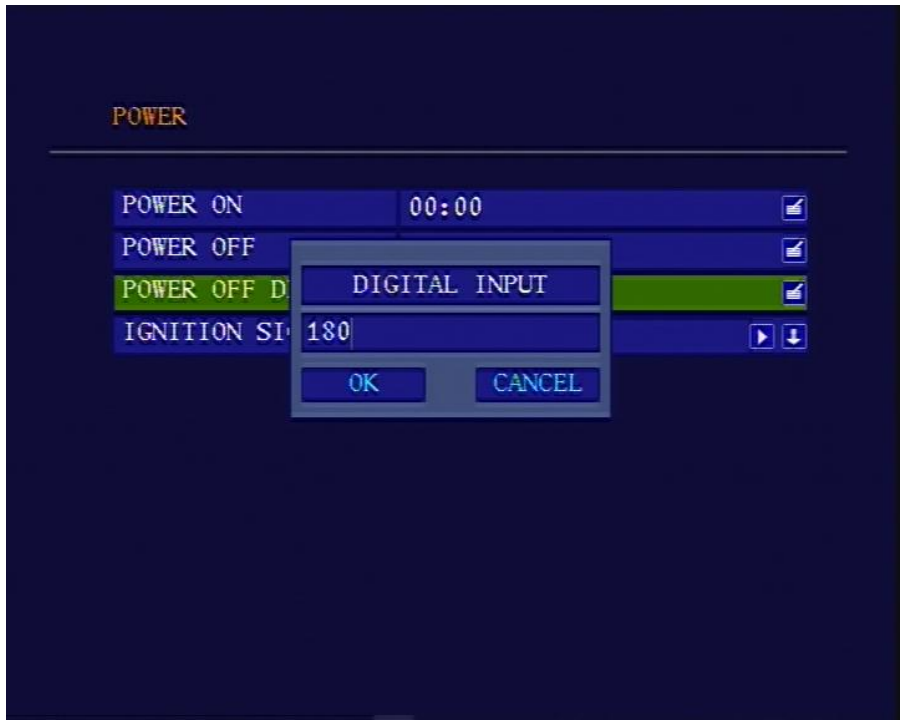 POWER
POWER ON 00:00
POWER OFF
POWER OFF D
IGNITION SI
DIGITAL INPUT
180
OK CANCEL